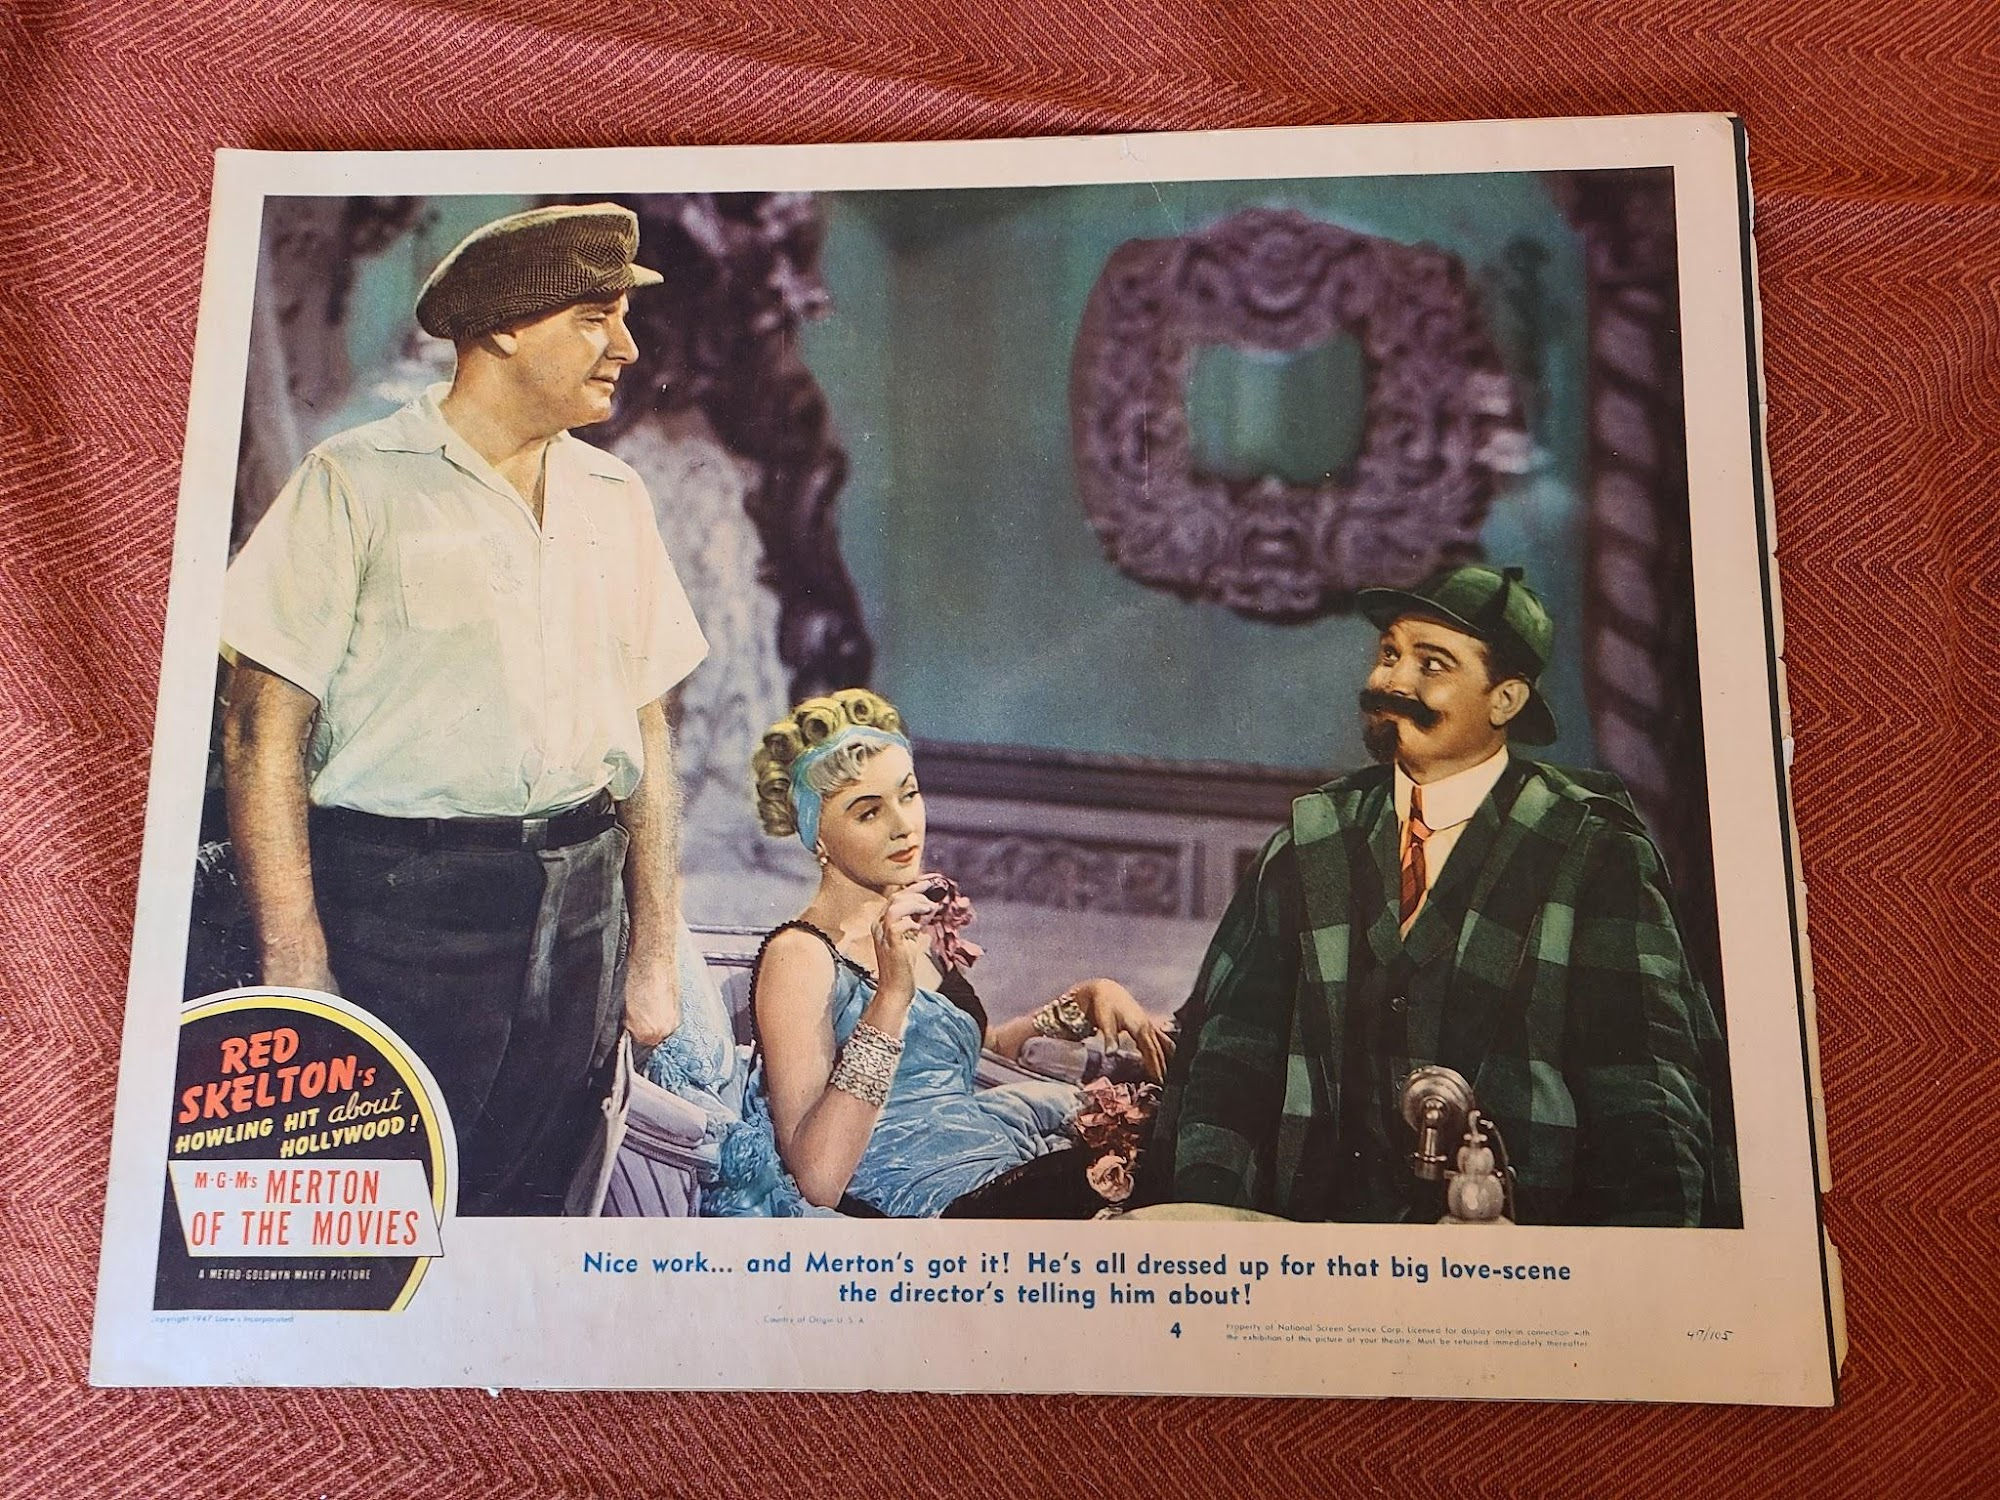 RED
SKELTON's
HOWLING HIT about
HOLLYWOOD!
M-G-M's MERTON
OF THE MOVIES
A METRO-GOLDWYN-MAYER PICTURE
Copyright 1947 Loew's Incorporated
Nice work... and Merton's got it! He's all dressed up for that big love-scene
the director's telling him about!
Country of Origin U. S. A.
4
Property of National Screen Service Corp. Licensed for display only in connection with
the exhibition of this picture at your theatre. Must be returned immediately thereafter.
47/105